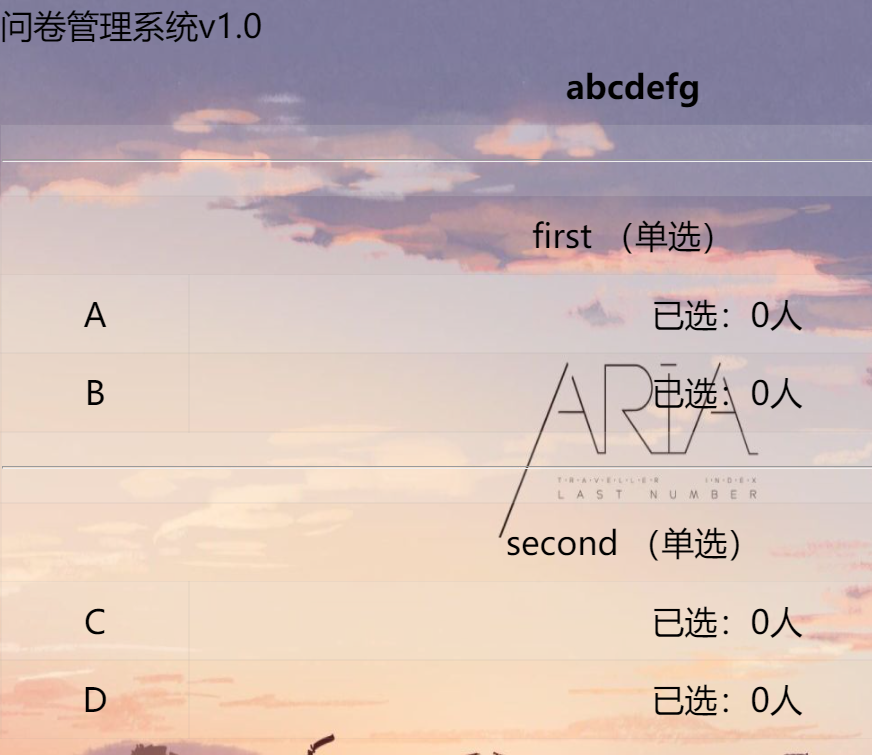 问卷管理系统v1.0
abcdefg
first （单选）
A 已选：0人
B 已选：0人
ARIA
TRAVELLER INDEX
LAST NUMBER
second （单选）
C 已选：0人
D 已选：0人